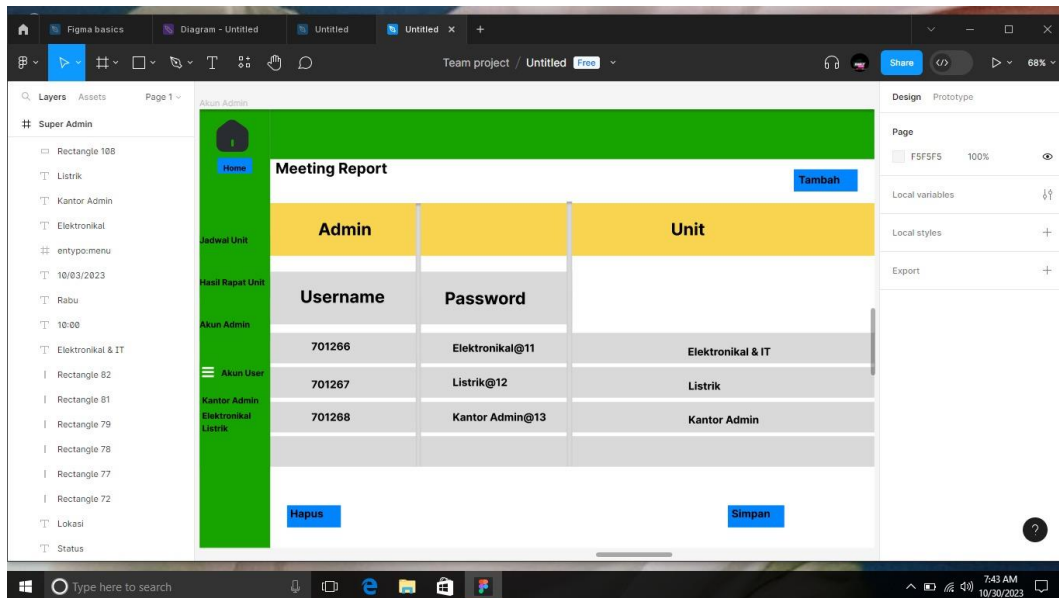 Figma basics
Diagram - Untitled
Untitled
Untitled
Team project / Untitled Free
Share
68%
Layers Assets Page 1
Super Admin
Rectangle 108
Listrik
Kantor Admin
Elektronikal
entypo:menu
10/03/2023
Rabu
10:00
Elektronikal & IT
Rectangle 82
Rectangle 81
Rectangle 79
Rectangle 78
Rectangle 77
Rectangle 72
Lokasi
Status
Akun Admin
Home
Jadwal Unit
Hasil Rapat Unit
Akun Admin
Akun User
Kantor Admin
Elektronikal
Listrik
Meeting Report
Tambah
Admin Unit
Username Password
701266 Elektronikal@11 Elektronikal & IT
701267 Listrik@12 Listrik
701268 Kantor Admin@13 Kantor Admin
Hapus Simpan
Design Prototype
Page
F5F5F5 100%
Local variables
Local styles
Export
?
Type here to search
7:43 AM
10/30/2023